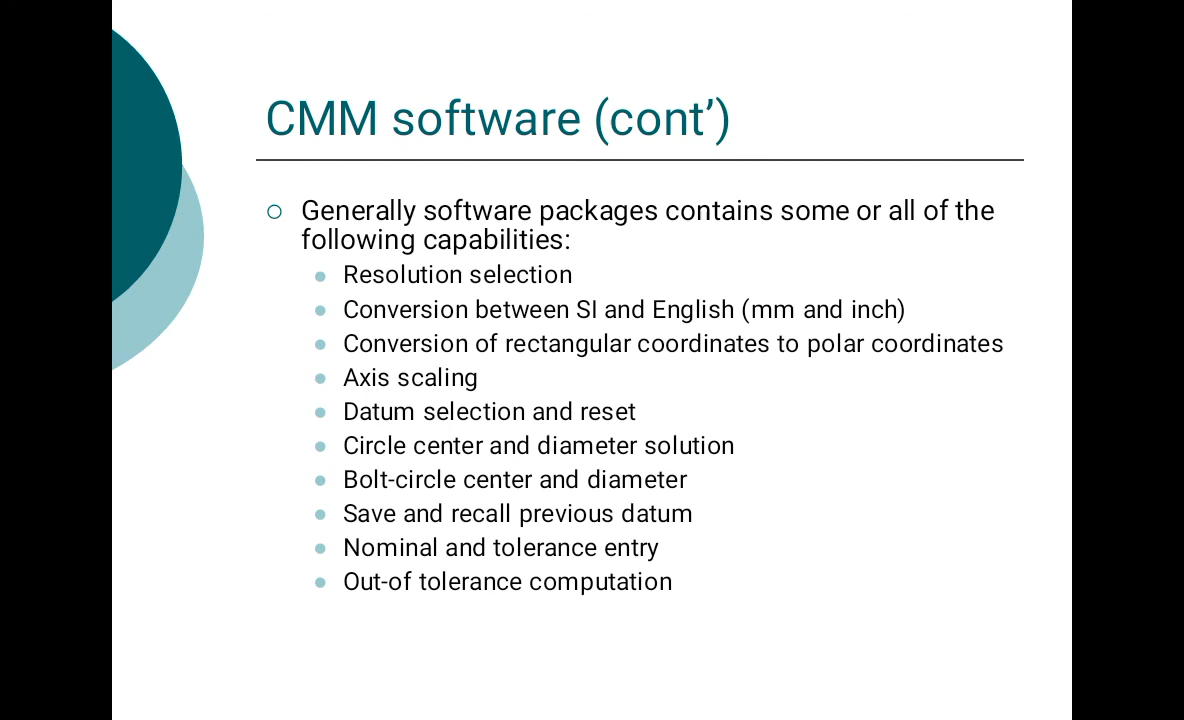 CMM software (cont’)
Generally software packages contains some or all of the
following capabilities:
Resolution selection
Conversion between SI and English (mm and inch)
Conversion of rectangular coordinates to polar coordinates
Axis scaling
Datum selection and reset
Circle center and diameter solution
Bolt-circle center and diameter
Save and recall previous datum
Nominal and tolerance entry
Out-of tolerance computation